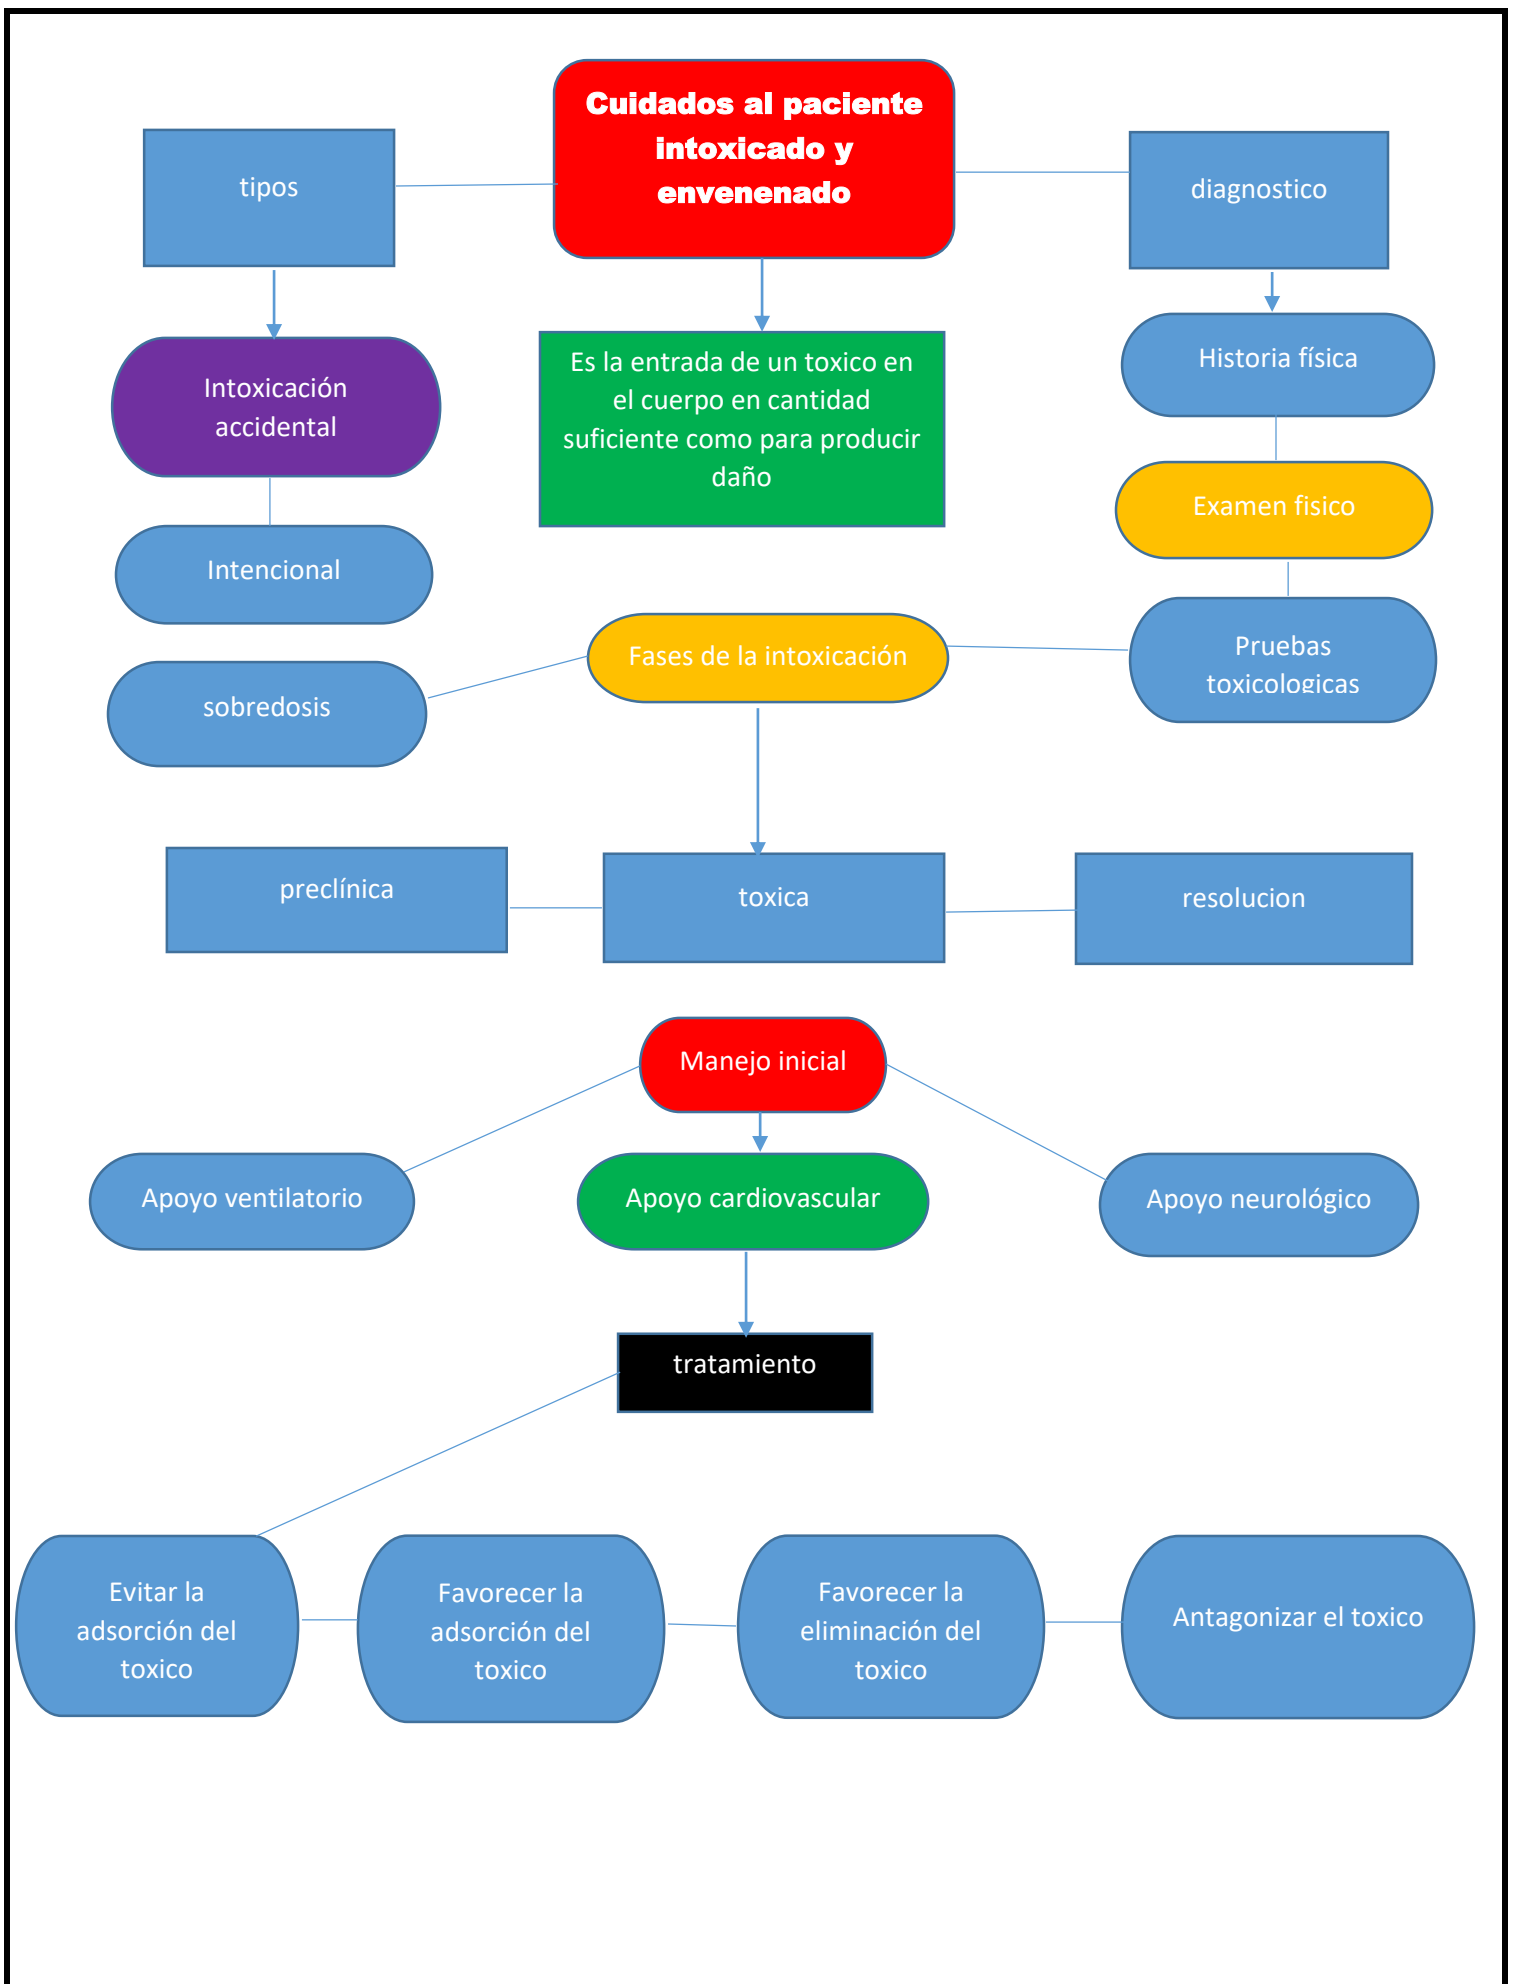 Cuidados al paciente
intoxicado y
envenenado
tipos
diagnostico
Es la entrada de un toxico en
el cuerpo en cantidad
suficiente como para producir
daño
Intoxicación
accidental
Historia física
Intencional
Examen fisico
sobredosis
Fases de la intoxicación
Pruebas
toxicologicas
preclínica
toxica
resolucion
Manejo inicial
Apoyo ventilatorio
Apoyo cardiovascular
Apoyo neurológico
tratamiento
Evitar la
adsorción del
toxico
Favorecer la
adsorción del
toxico
Favorecer la
eliminación del
toxico
Antagonizar el toxico